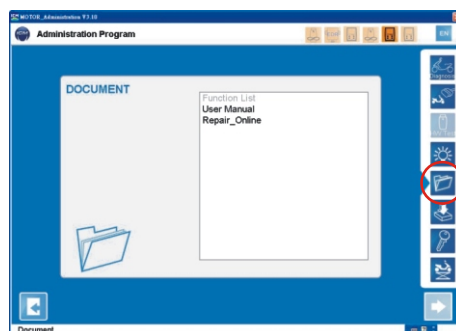 MOTOR_Administration V3.10
Administration Program
EN
DOCUMENT
Function List
User Manual
Repair_Online
Document